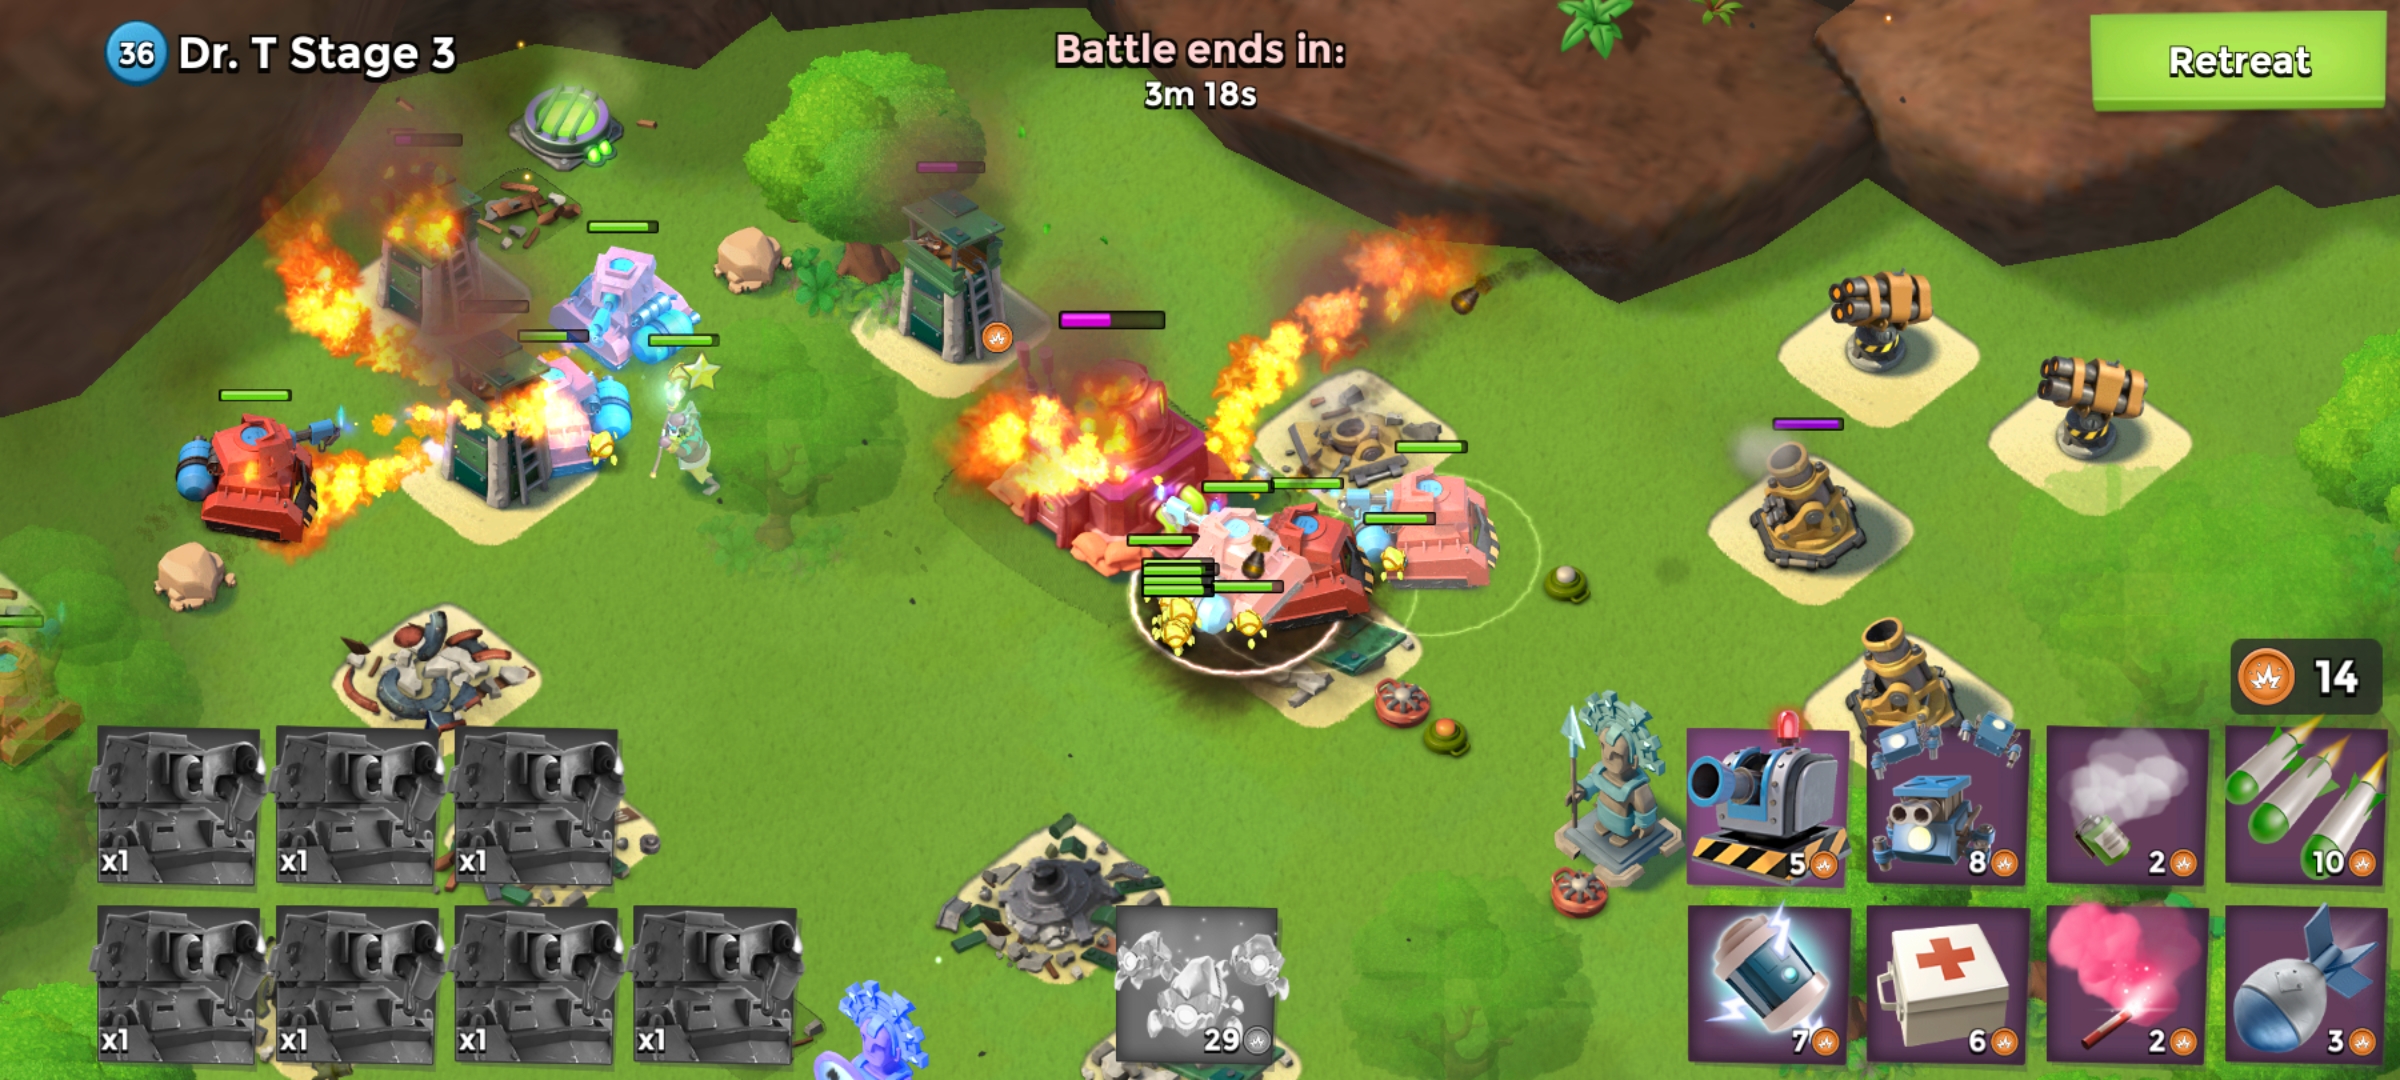 36 Dr. T Stage 3
Battle ends in:
3m 18s
Retreat
14
x1 x1 x1
5 8 2 10
x1 x1 x1 x1
29
7 6 2 3